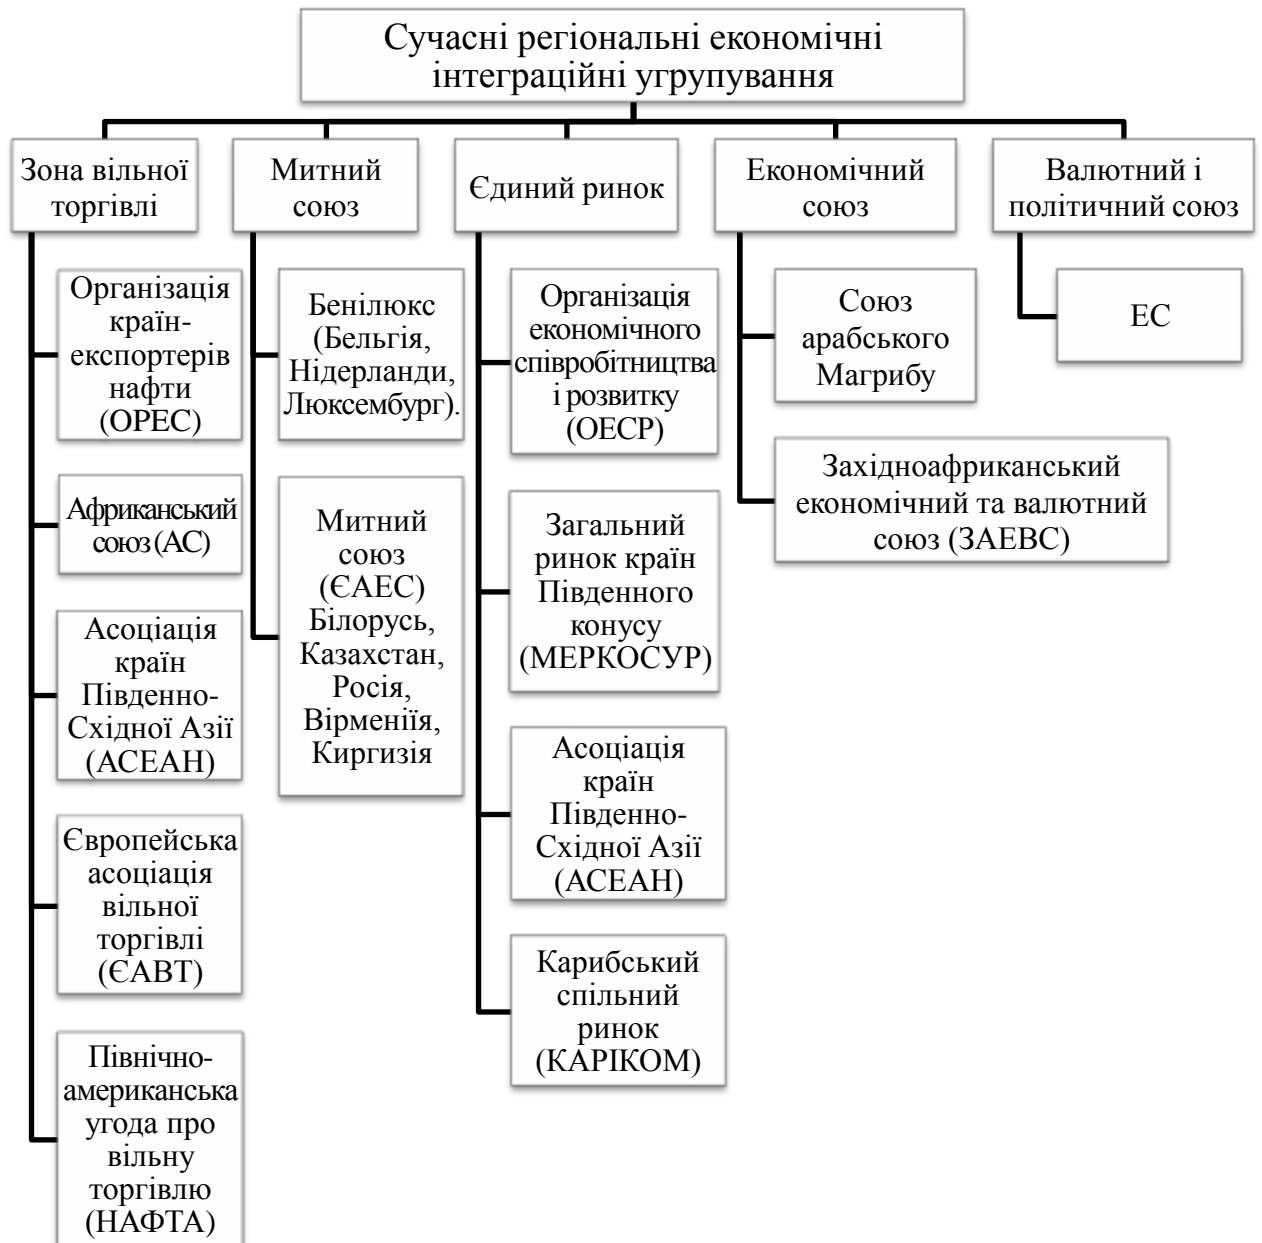 Сучасні регіональні економічні
інтеграційні угрупування
Зона вільної
торгівлі
Організація
країн-
експортерів
нафти
(ОРЕС)
Африканський
союз (АС)
Асоціація
країн
Південно-
Східної Азії
(АСЕАН)
Європейська
асоціація
вільної
торгівлі
(ЄАВТ)
Північно-
американська
угода про
вільну
торгівлю
(НАФТА)
Митний
союз
Бенілюкс
(Бельгія,
Нідерланди,
Люксембург).
Митний
союз
(ЄАЕС)
Білорусь,
Казахстан,
Росія,
Вірменіїя,
Киргизія
Єдиний ринок
Організація
економічного
співробітництва
і розвитку
(ОЕСР)
Загальний
ринок країн
Південного
конусу
(МЕРКОСУР)
Асоціація
країн
Південно-
Східної Азії
(АСЕАН)
Карибський
спільний
ринок
(КАРІКОМ)
Економічний
союз
Союз
арабського
Магрибу
Західноафриканський
економічний та валютний
союз (ЗАЕВС)
Валютний і
політичний союз
ЕС